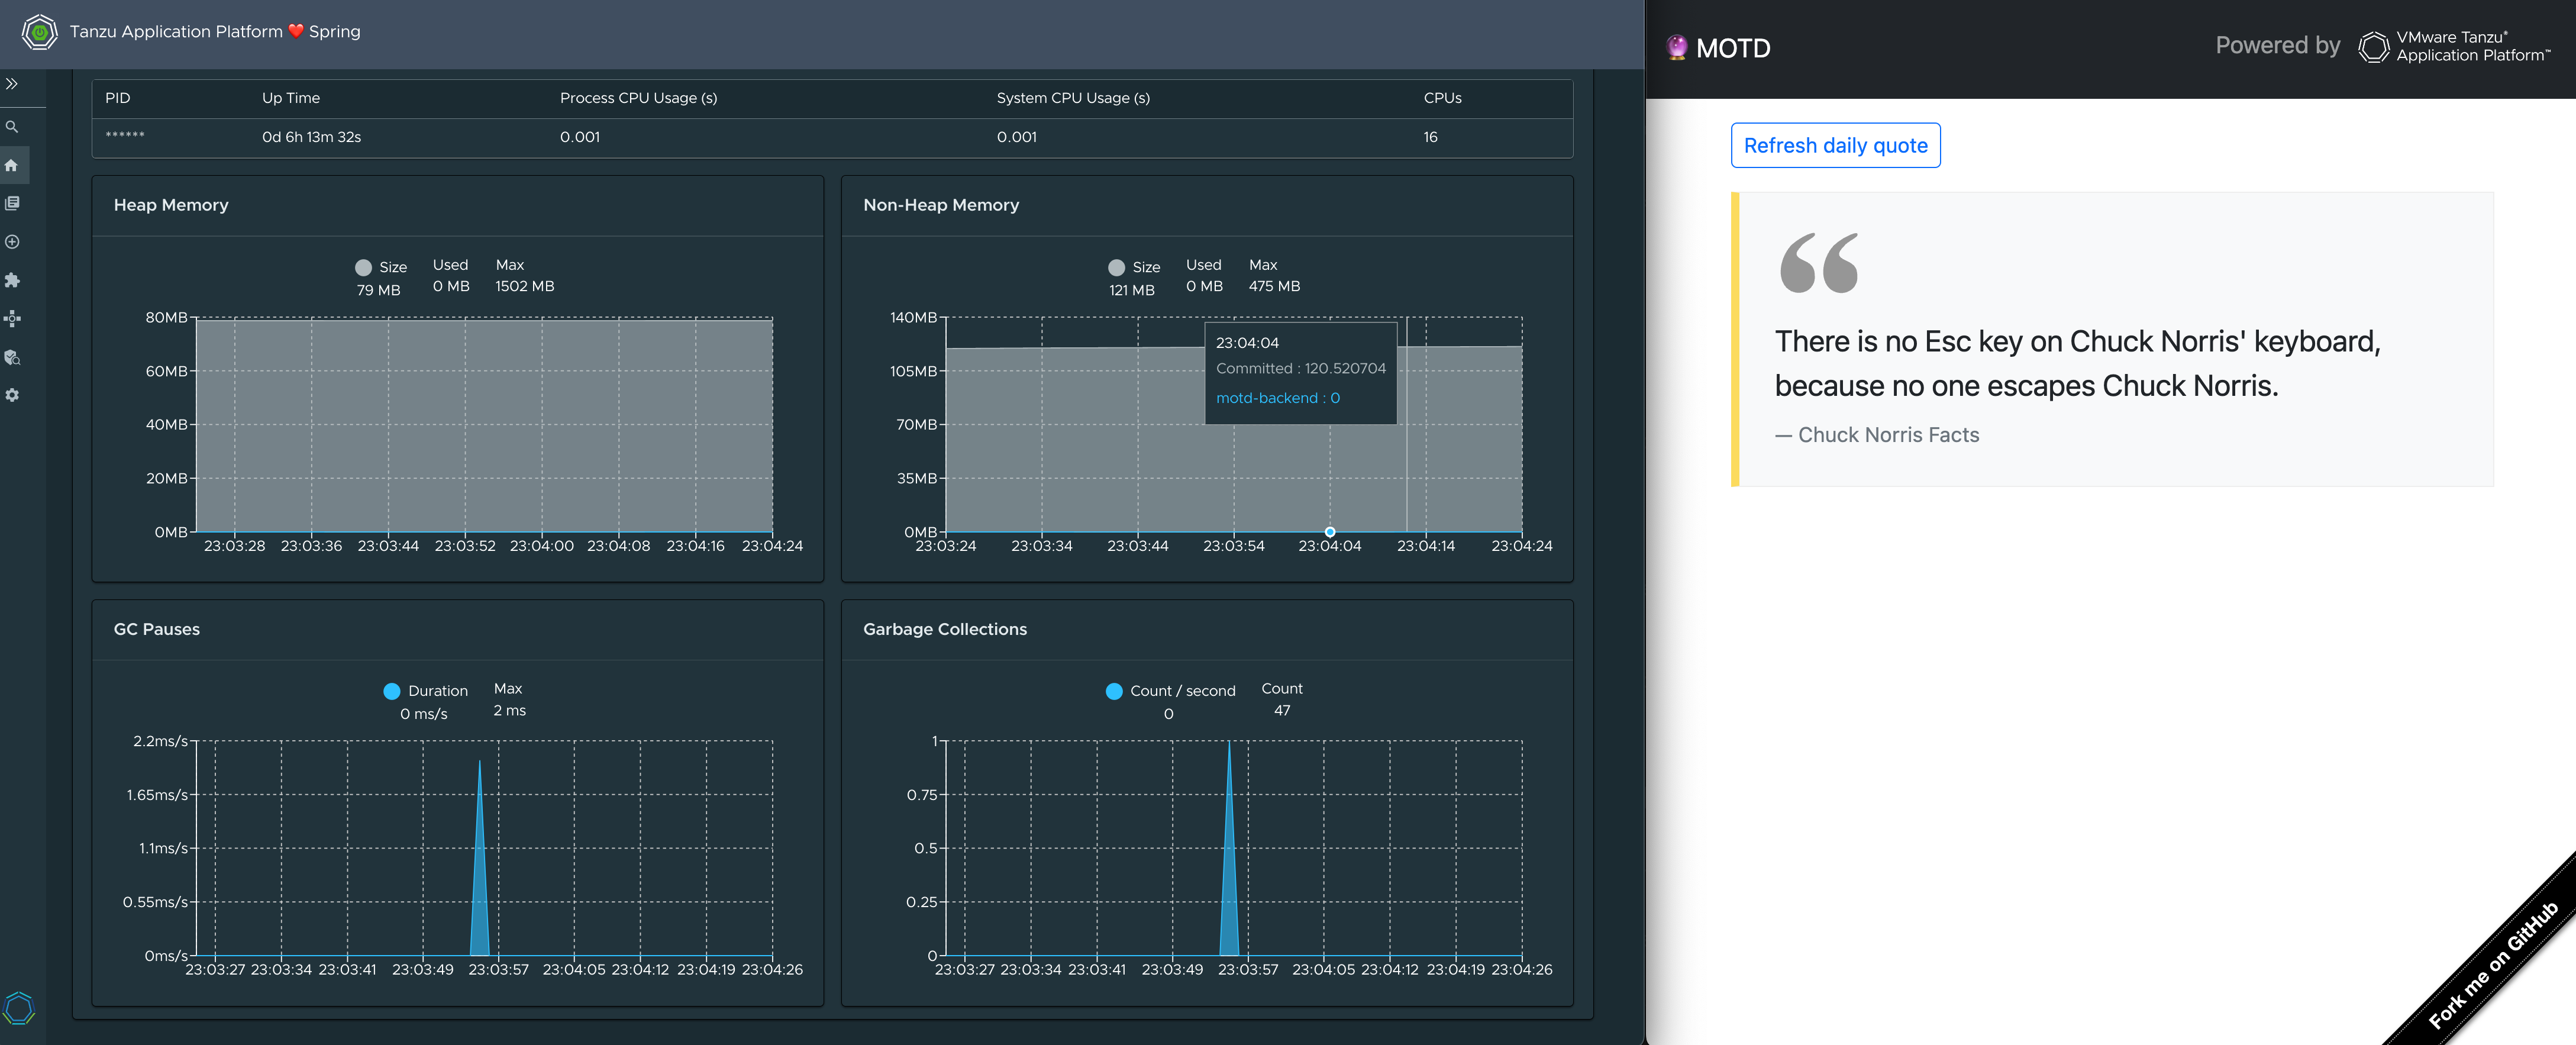 Tanzu Application Platform ❤️ Spring
PID Up Time Process CPU Usage (s) System CPU Usage (s) CPUs
****** 0d 6h 13m 32s 0.001 0.001 16
Heap Memory
Size Used Max
79 MB 0 MB 1502 MB
80MB
60MB
40MB
20MB
0MB
23:03:28 23:03:36 23:03:44 23:03:52 23:04:00 23:04:08 23:04:16 23:04:24
Non-Heap Memory
Size Used Max
121 MB 0 MB 475 MB
140MB
105MB
70MB
35MB
0MB
23:04:04
Committed : 120.520704
motd-backend : 0
23:03:24 23:03:34 23:03:44 23:03:54 23:04:04 23:04:14 23:04:24
GC Pauses
Duration Max
0 ms/s 2 ms
2.2ms/s
1.65ms/s
1.1ms/s
0.55ms/s
0ms/s
23:03:27 23:03:34 23:03:41 23:03:49 23:03:57 23:04:05 23:04:12 23:04:19 23:04:26
Garbage Collections
Count / second Count
0 47
1
0.75
0.5
0.25
0
23:03:27 23:03:34 23:03:41 23:03:49 23:03:57 23:04:05 23:04:12 23:04:19 23:04:26
🔮 MOTD
Powered by
VMware Tanzu®
Application Platform™
Refresh daily quote
“
There is no Esc key on Chuck Norris' keyboard,
because no one escapes Chuck Norris.
— Chuck Norris Facts
Fork me on GitHub